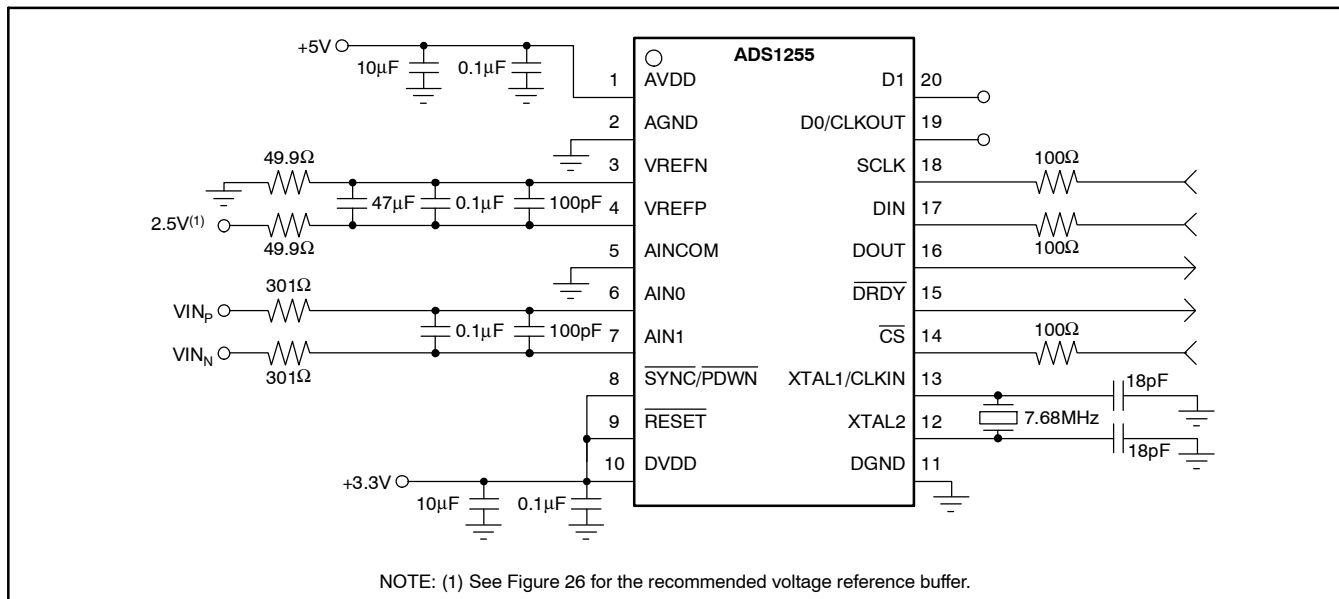 ADS1255
+5V
10µF
0.1µF
1 AVDD
D1 20
2 AGND
D0/CLKOUT 19
49.9Ω
3 VREFN
SCLK 18
100Ω
47µF
0.1µF
100pF
2.5V(1)
4 VREFP
DIN 17
49.9Ω
100Ω
5 AINCOM
DOUT 16
301Ω
VINP
6 AIN0
DRDY 15
0.1µF
100pF
VINN
7 AIN1
CS 14
100Ω
301Ω
8 SYNC/PDWN
XTAL1/CLKIN 13
18pF
9 RESET
XTAL2 12
7.68MHz
18pF
+3.3V
10 DVDD
DGND 11
10µF
0.1µF
NOTE: (1) See Figure 26 for the recommended voltage reference buffer.